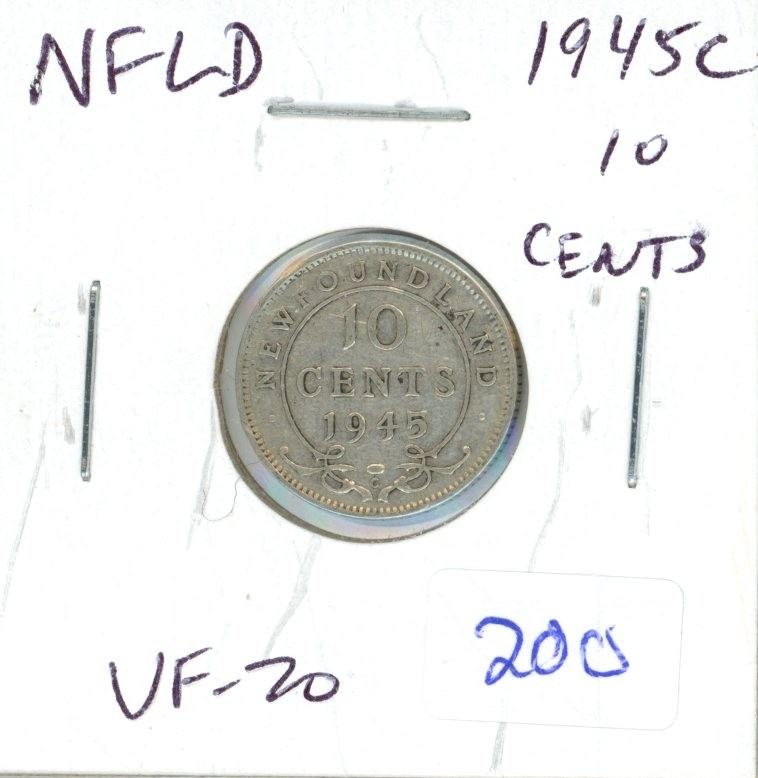 NFLD 1945C
10
CENTS
NEWFOUNDLAND
10
CENTS
1945
C
VF-20
200